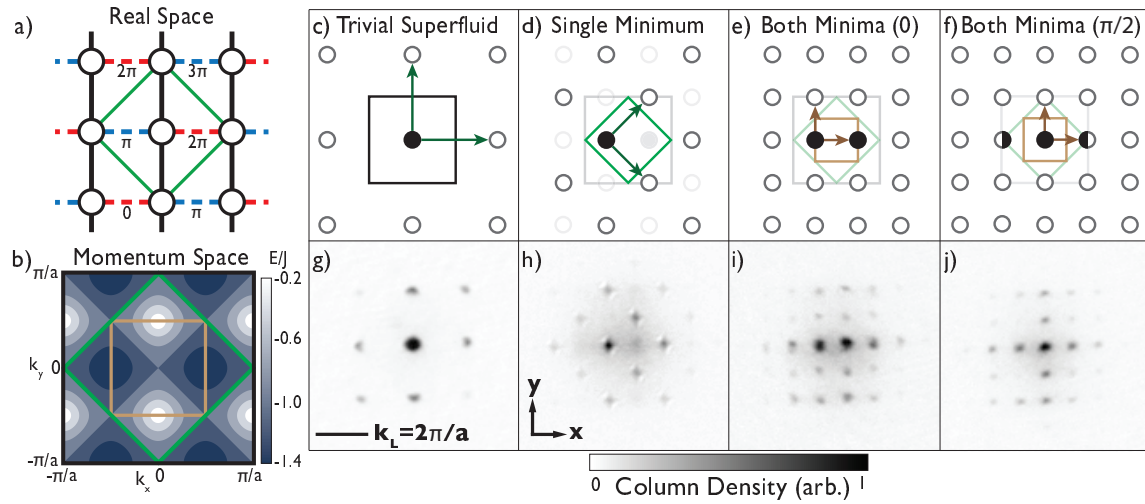 a)
Real Space
2π
3π
π
2π
0
π
b)
Momentum Space
E/J
π/a
-0.2
-0.6
k_y 0
-1.0
-π/a
-1.4
-π/a
k_x 0
π/a
c) Trivial Superfluid
d) Single Minimum
e) Both Minima (0)
f) Both Minima (π/2)
g)
h)
i)
j)
k_L=2π/a
y
x
0 Column Density (arb.) 1